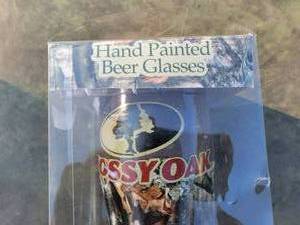 Hand Painted
Beer Glasses
OSSY OAK